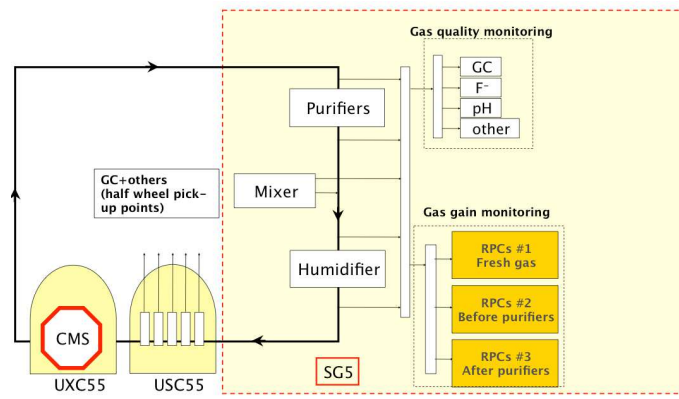 Gas quality monitoring
GC
F⁻
pH
other
Purifiers
GC+others
(half wheel pick-
up points)
Mixer
Gas gain monitoring
Humidifier
RPCs #1
Fresh gas
RPCs #2
Before purifiers
RPCs #3
After purifiers
CMS
UXC55
USC55
SG5